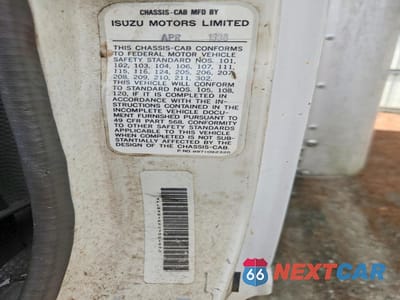 CHASSIS-CAB MFD BY
ISUZU MOTORS LIMITED
APR
THIS CHASSIS-CAB CONFORMS
TO FEDERAL MOTOR VEHICLE
SAFETY STANDARD NOS. 101,
102, 103, 104, 106, 107, 111,
115, 116, 124, 205, 206, 207,
208, 209, 210, 211, 302.
THIS VEHICLE WILL CONFORM
TO STANDARD NOS. 105, 108,
120, IF IT IS COMPLETED IN
ACCORDANCE WITH THE IN-
STRUCTIONS CONTAINED IN THE
INCOMPLETE VEHICLE DOCU-
MENT FURNISHED PURSUANT TO
49 CFR PART 568. CONFORMITY
TO OTHER SAFETY STANDARDS
APPLICABLE TO THIS VEHICLE
WHEN COMPLETED IS NOT SUB-
STANTIALLY AFFECTED BY THE
DESIGN OF THE CHASSIS-CAB.
66 NEXTCAR